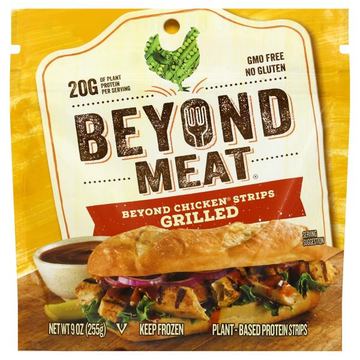 20G
OF PLANT
PROTEIN
PER SERVING
GMO FREE
NO GLUTEN
BEYOND
MEAT®
BEYOND CHICKEN® STRIPS
GRILLED
SERVING
SUGGESTION
NET WT 9 OZ (255g)
V
KEEP FROZEN
PLANT-BASED PROTEIN STRIPS